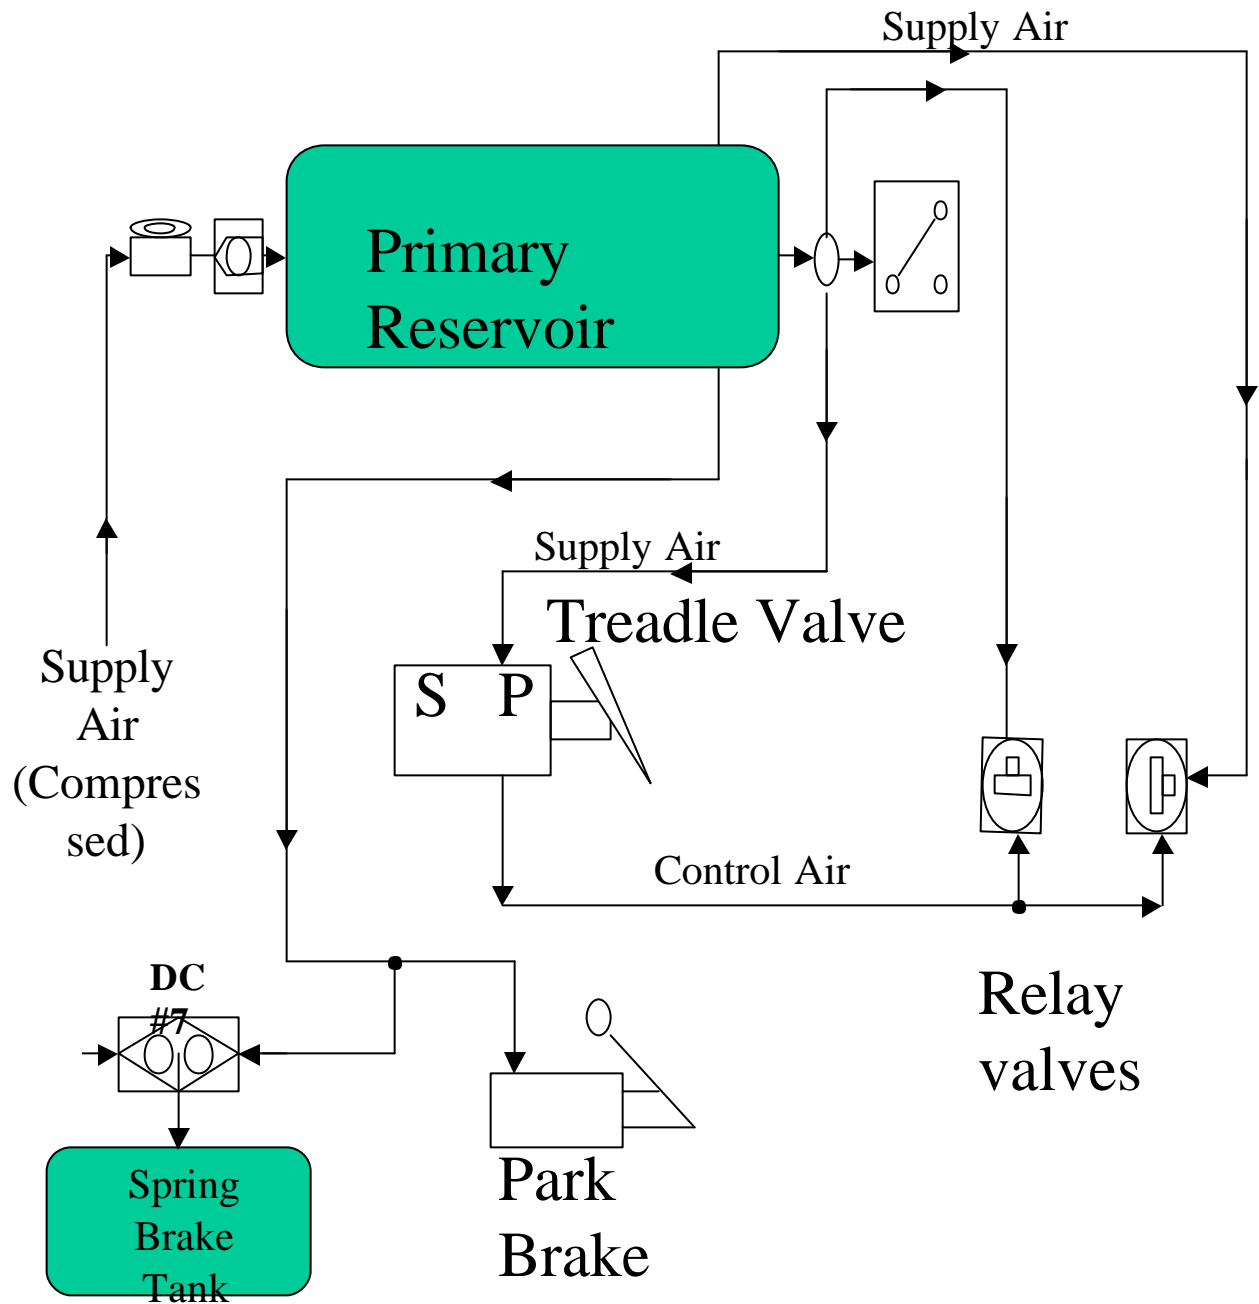 Supply Air
Primary
Reservoir
Supply Air
Treadle Valve
Supply
Air
(Compres
sed)
S P
Control Air
DC
#7
Relay
valves
Park
Brake
Spring
Brake
Tank